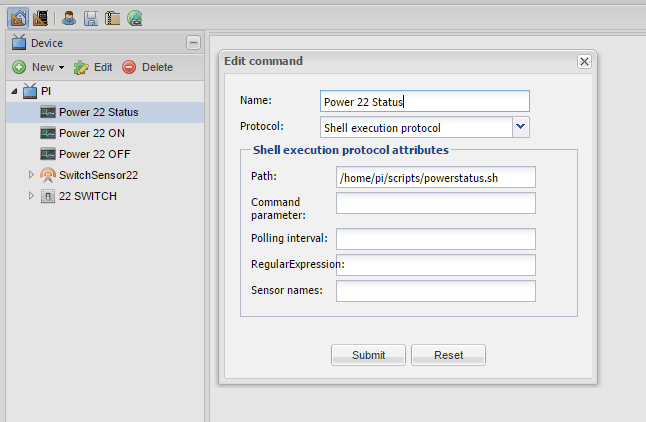 Device
New Edit Delete
PI
Power 22 Status
Power 22 ON
Power 22 OFF
SwitchSensor22
22 SWITCH
Edit command
Name: Power 22 Status
Protocol: Shell execution protocol
Shell execution protocol attributes
Path: /home/pi/scripts/powerstatus.sh
Command
parameter:
Polling interval:
RegularExpression:
Sensor names:
Submit Reset